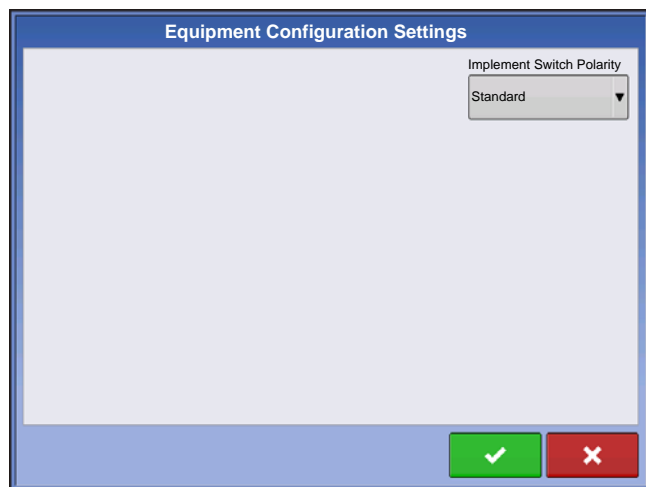 Equipment Configuration Settings
Implement Switch Polarity
Standard